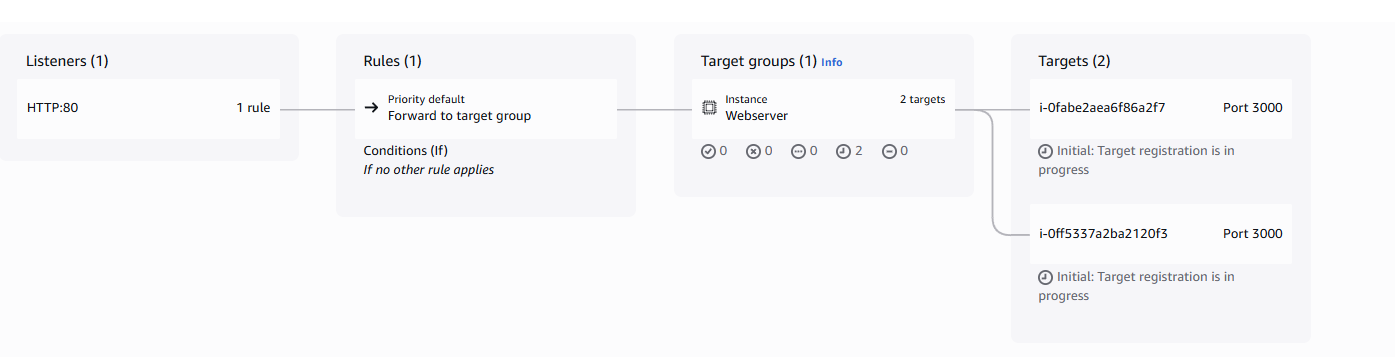 Listeners (1)
HTTP:80 1 rule
Rules (1)
Priority default
Forward to target group
Conditions (If)
If no other rule applies
Target groups (1) Info
Instance 2 targets
Webserver
0 0 0 2 0
Targets (2)
i-0fabe2aea6f86a2f7 Port 3000
Initial: Target registration is in
progress
i-0ff5337a2ba2120f3 Port 3000
Initial: Target registration is in
progress